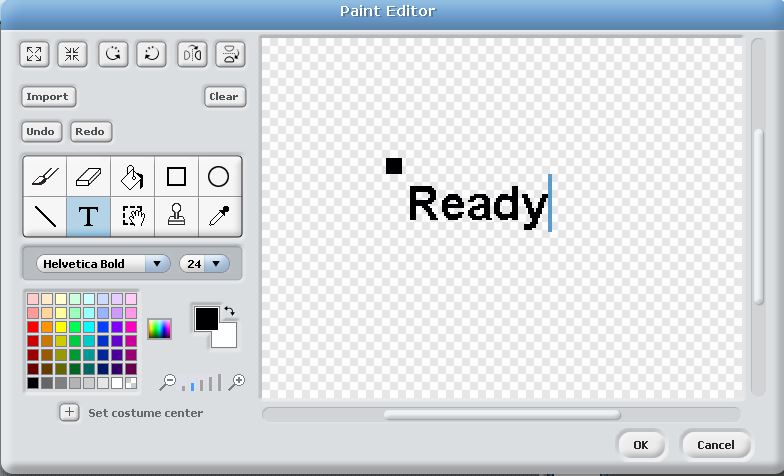 Paint Editor
Import
Clear
Undo
Redo
T
Helvetica Bold
24
Set costume center
Ready
OK
Cancel